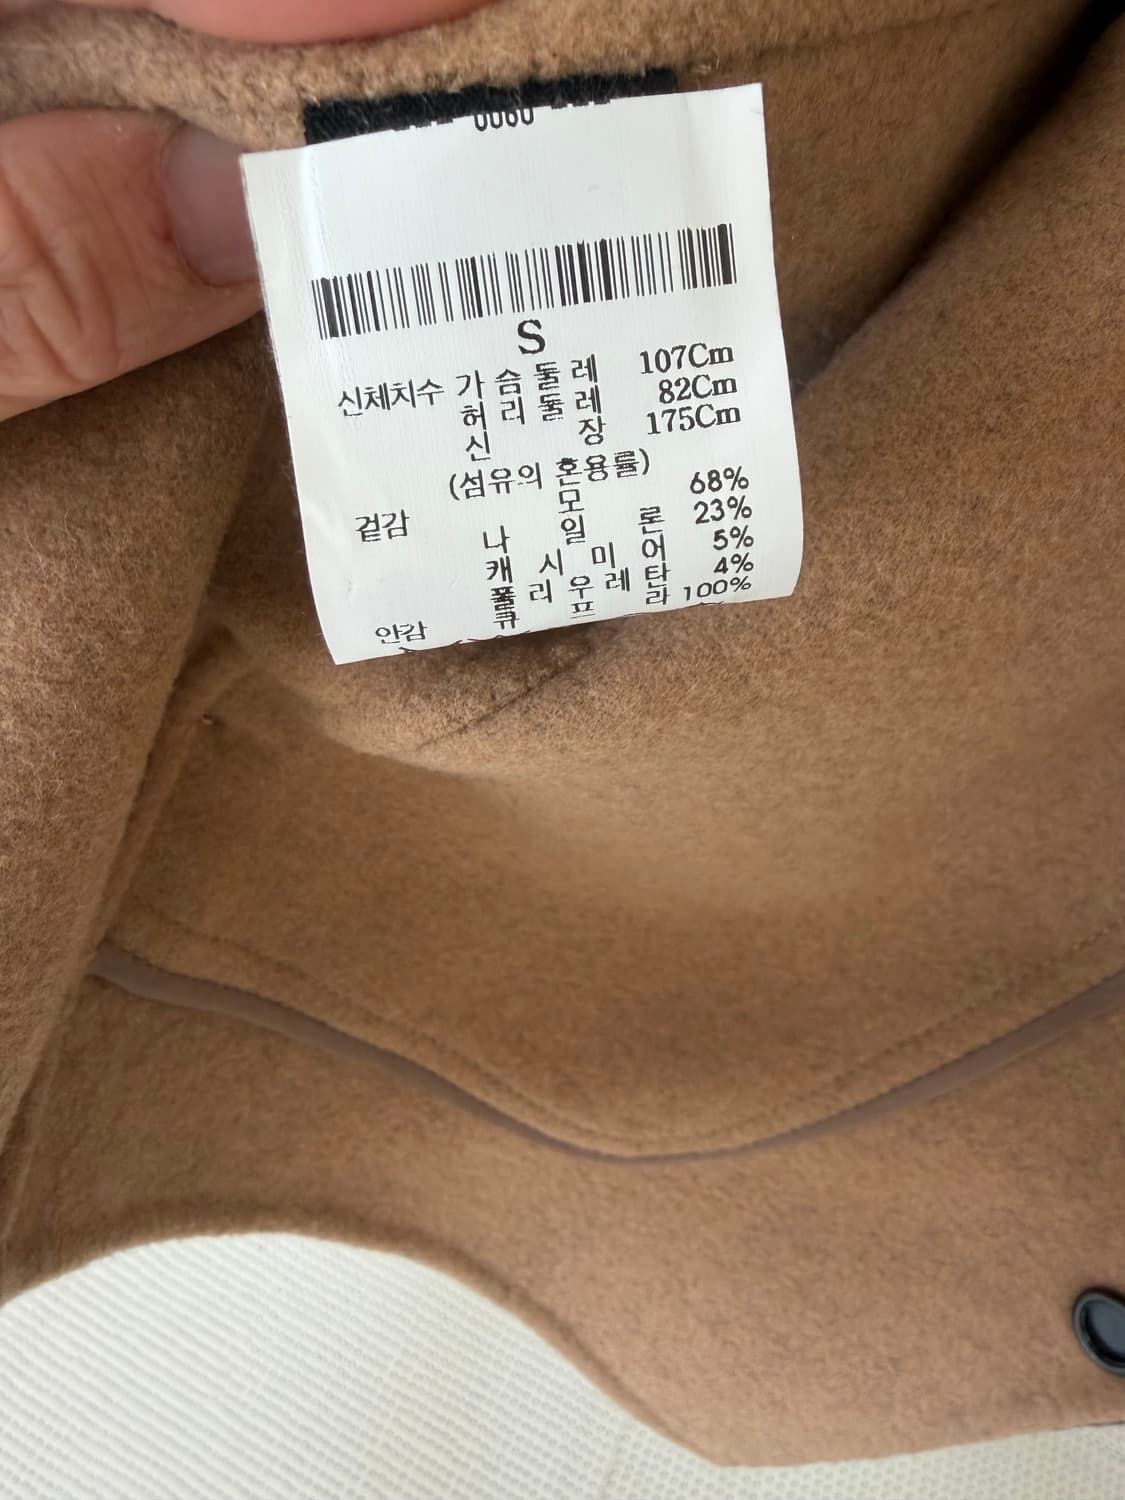 S
신체치수 가 슴 둘 레 107Cm
허 리 둘 레 82Cm
신 장 175Cm
(섬유의 혼용률)
겉감 모 68%
나 일 론 23%
캐 시 미 어 5%
폴 리 우 레 탄 4%
안감 큐 프 라 100%